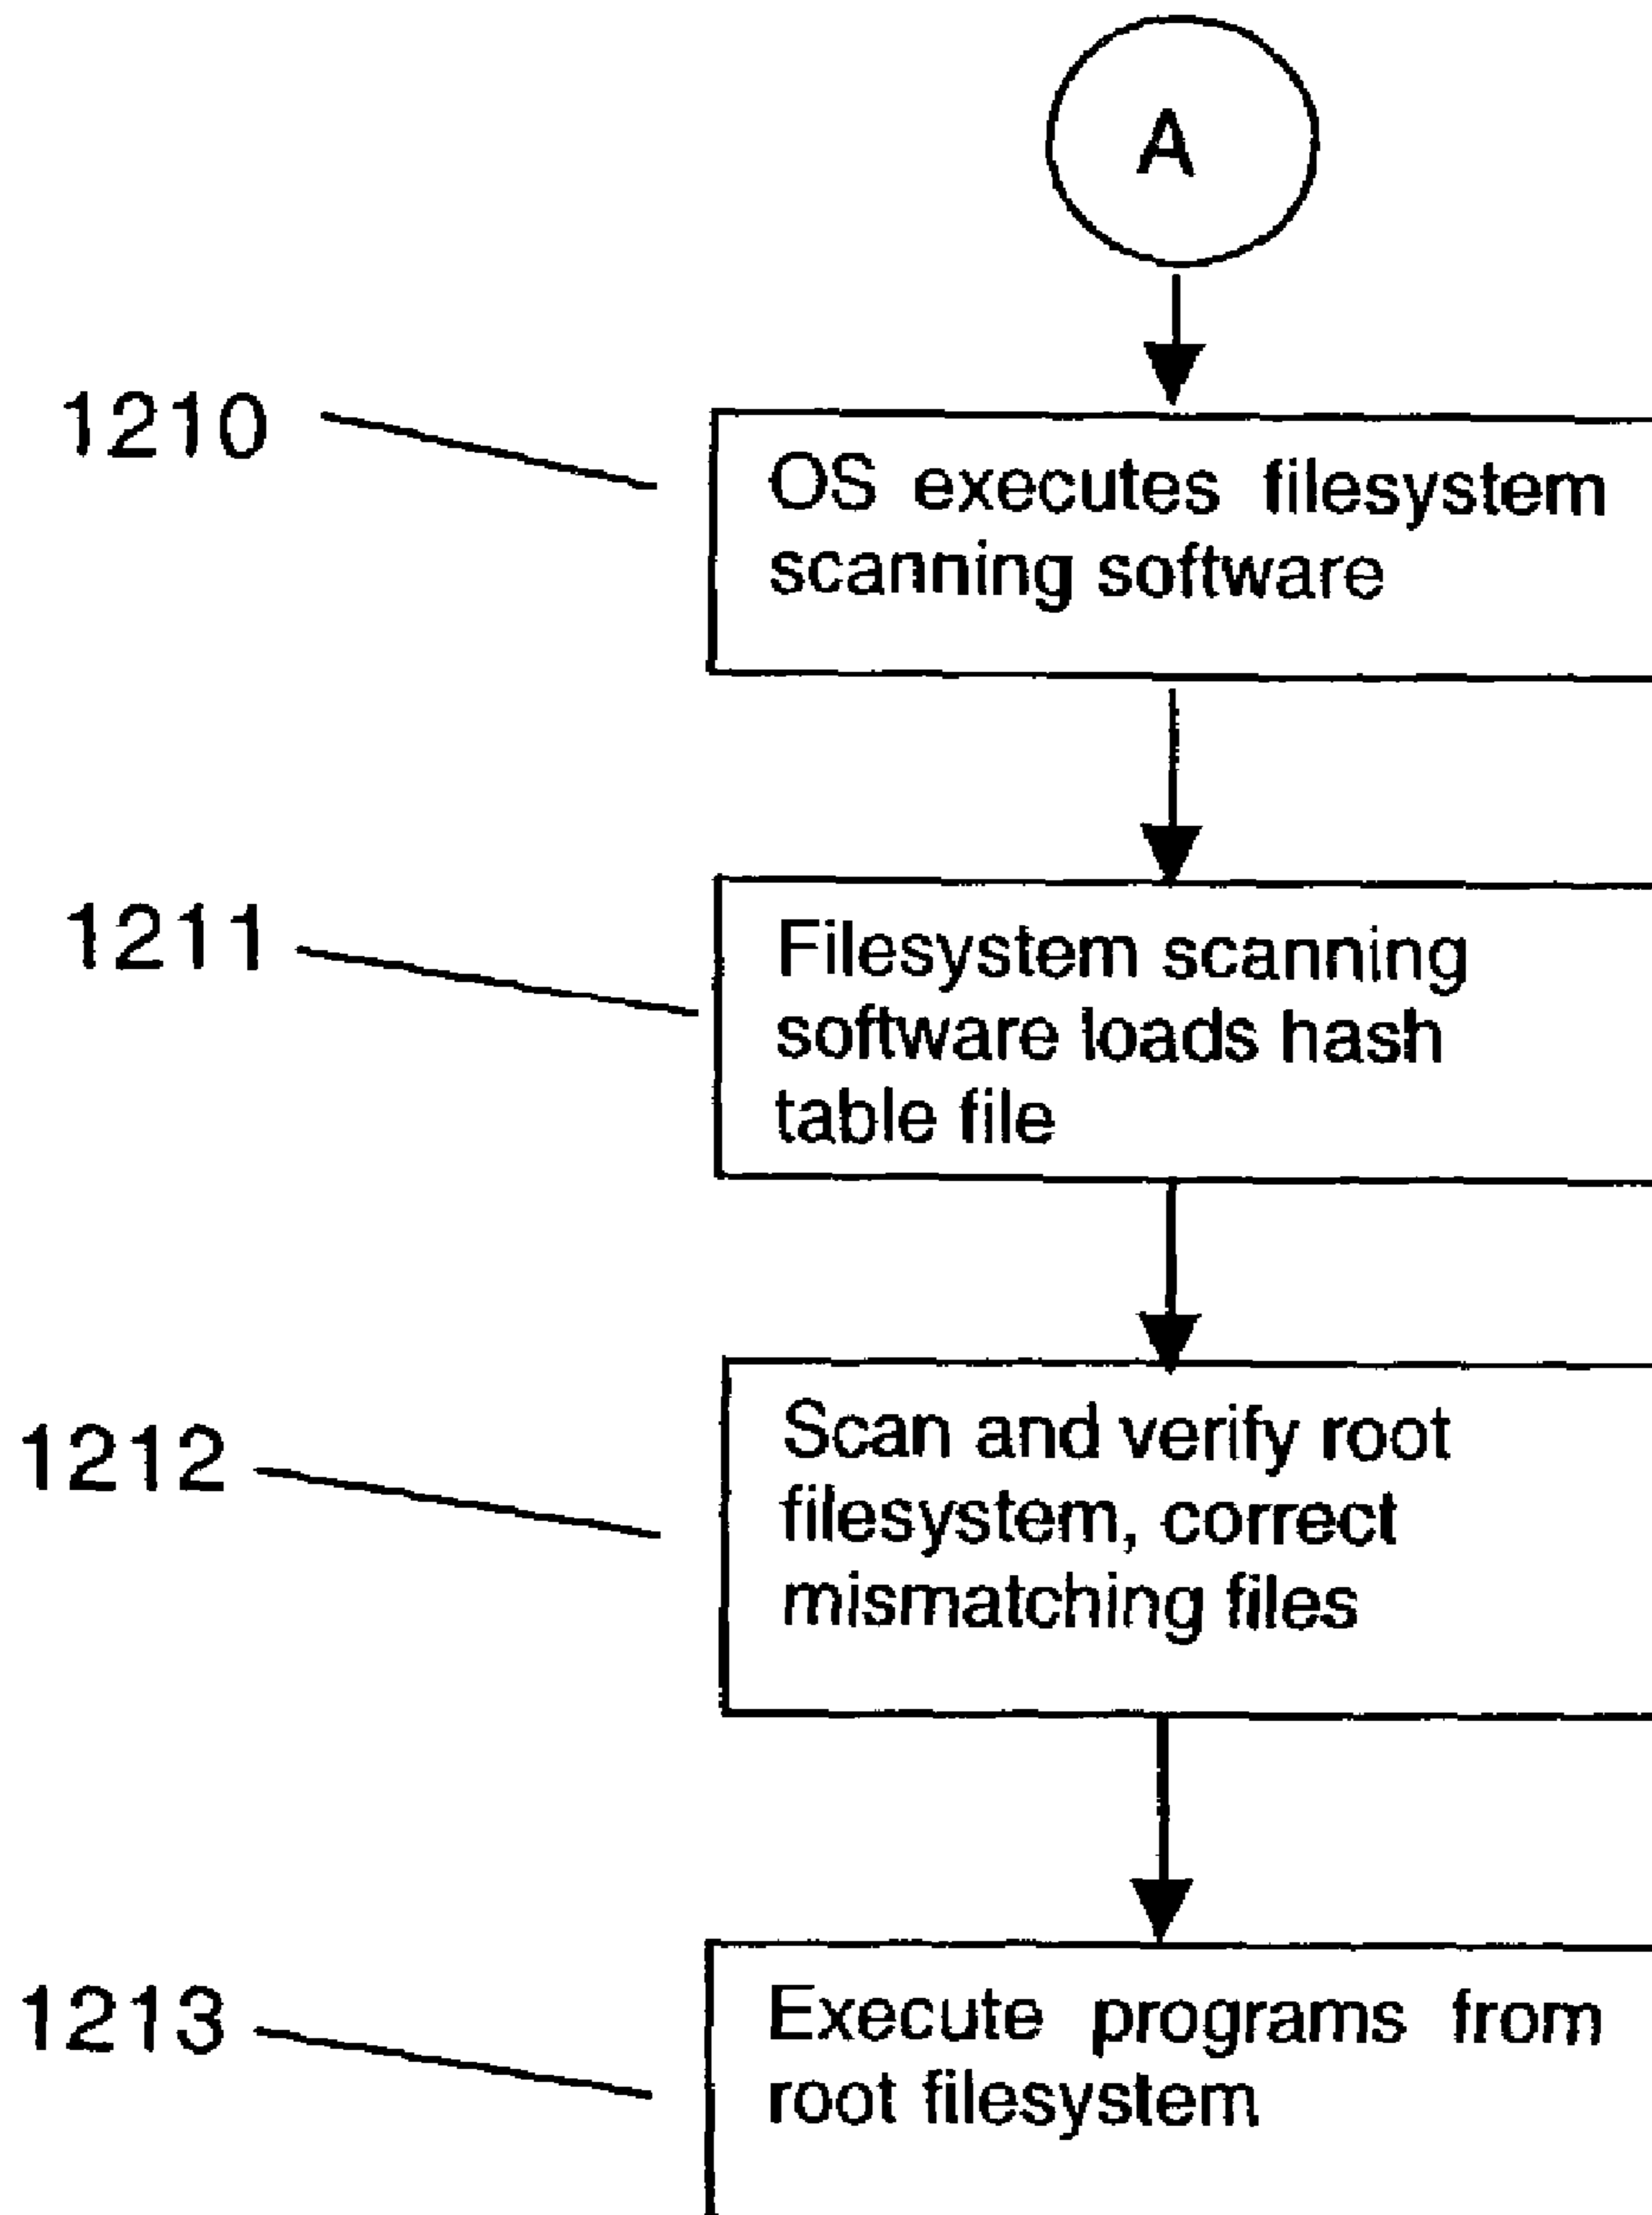 A
1210
OS executes filesystem
scanning software
1211
Filesystem scanning
software loads hash
table file
1212
Scan and verify root
filesystem, correct
mismatching files
1213
Execute programs from
root filesystem